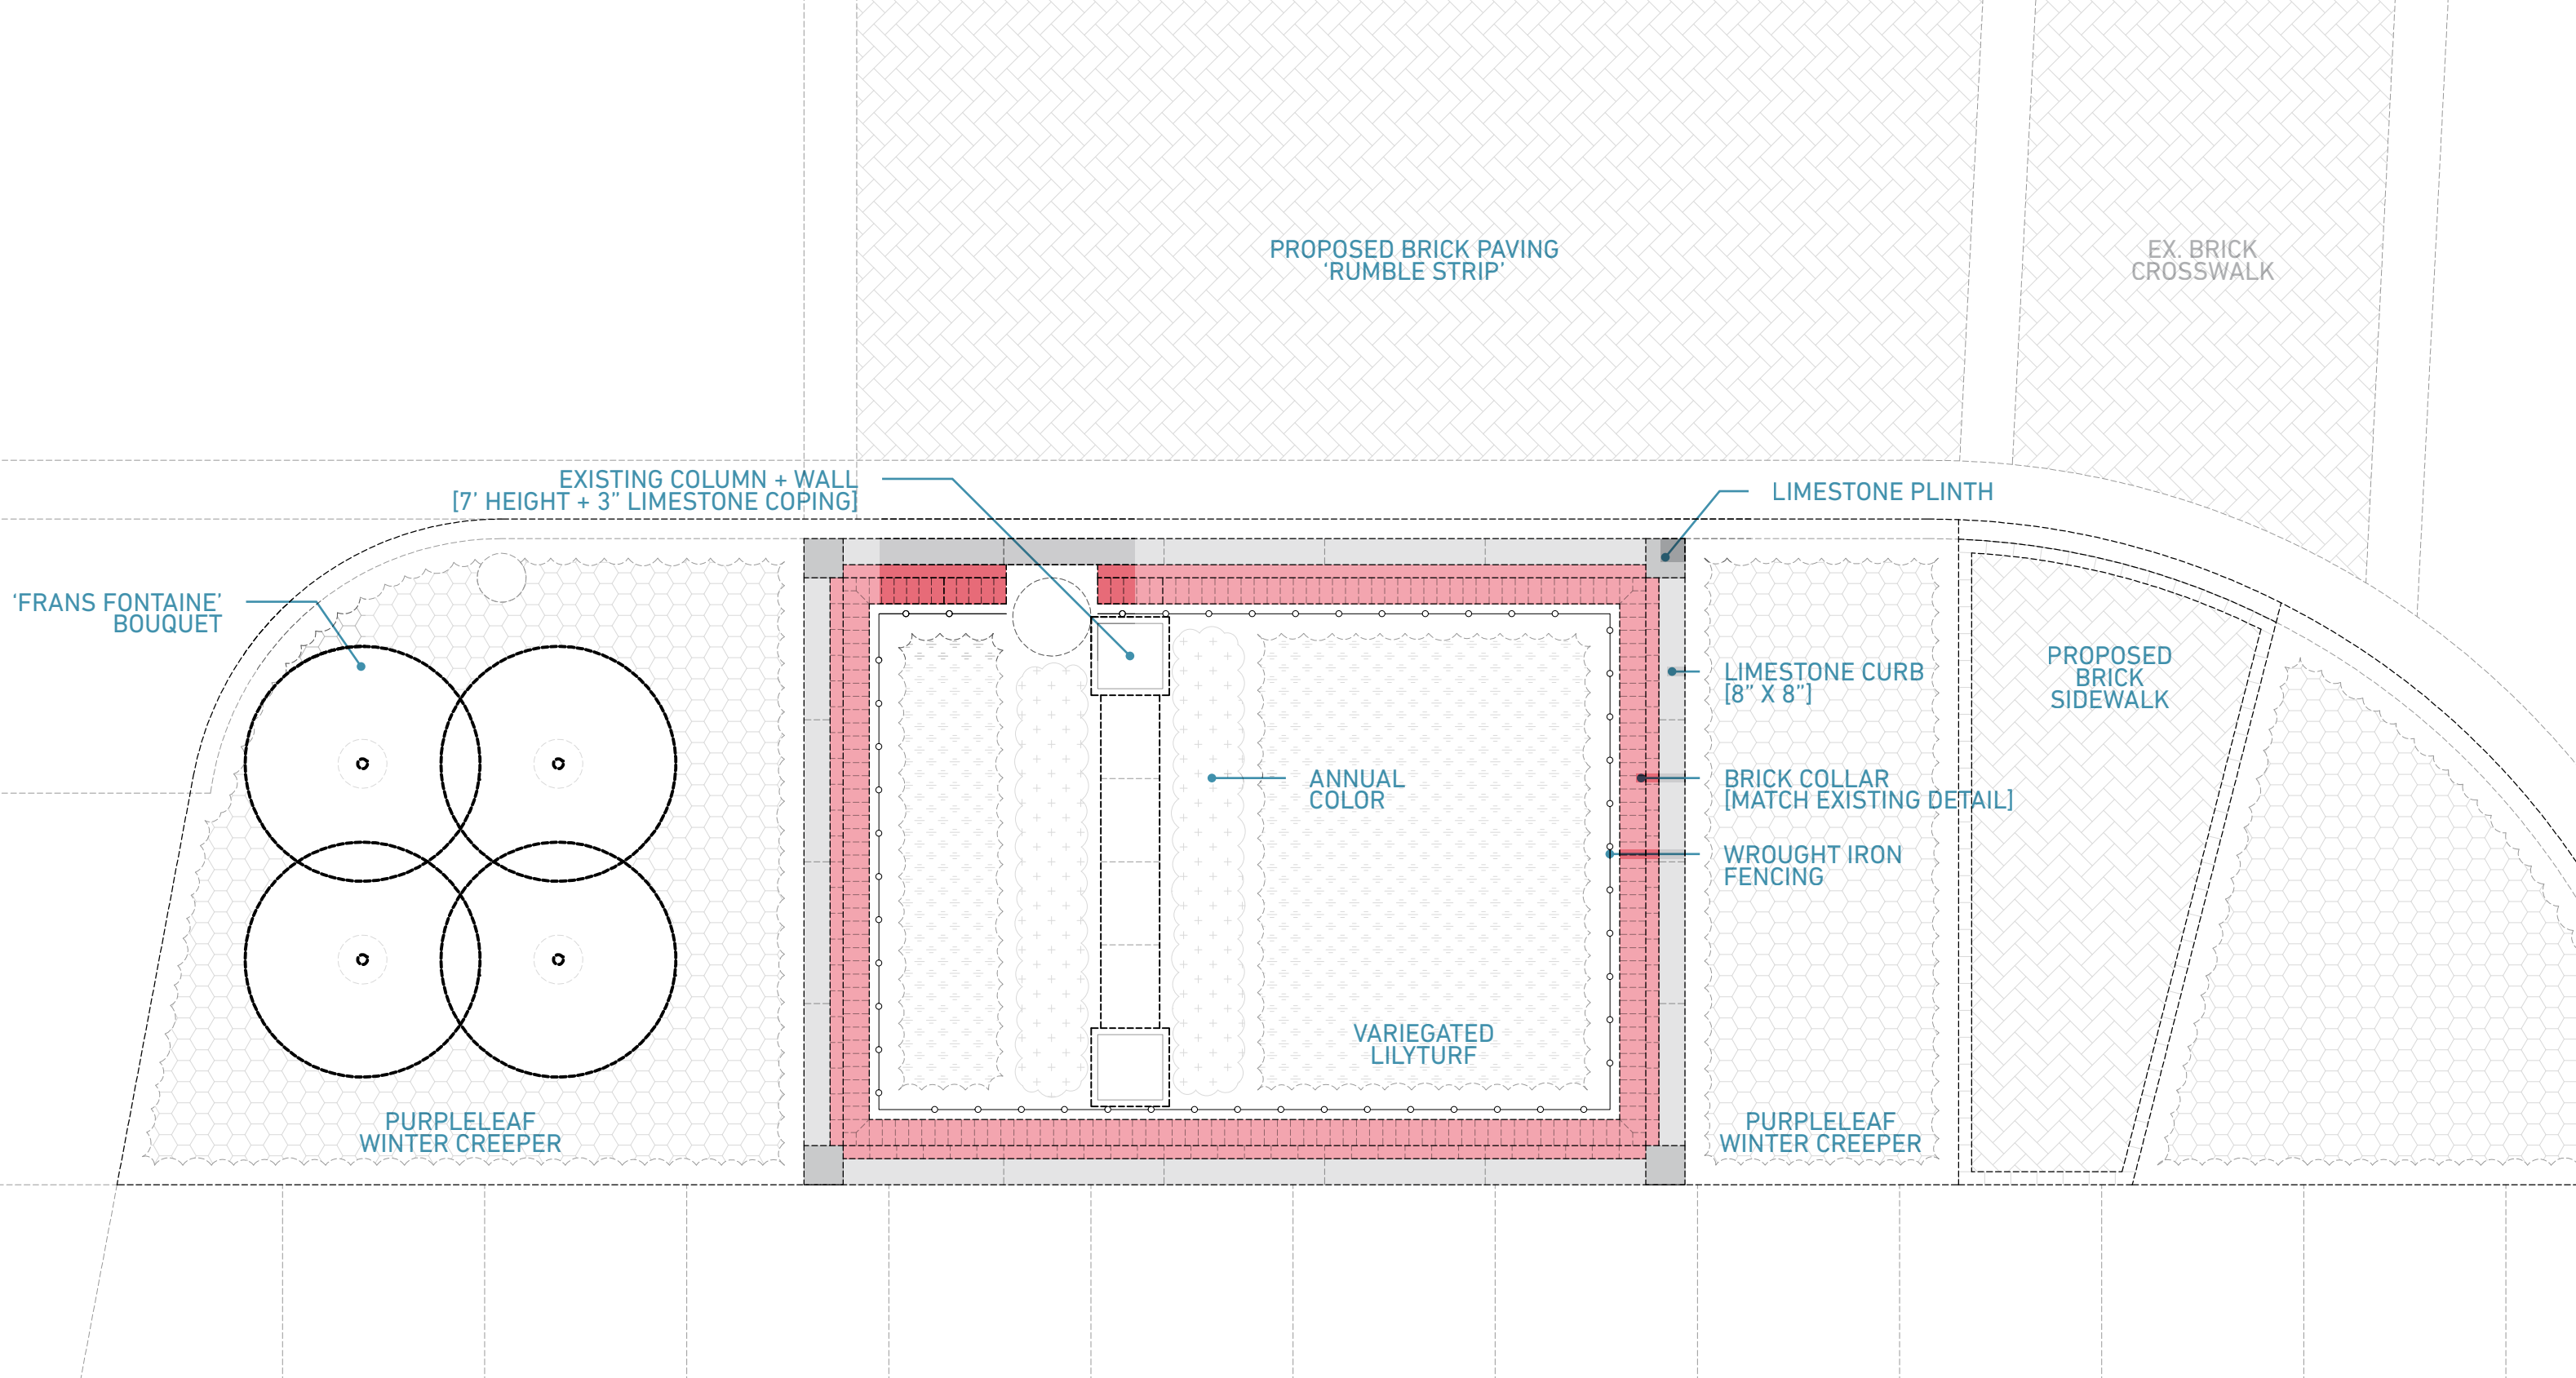 PROPOSED BRICK PAVING
‘RUMBLE STRIP’
EX. BRICK
CROSSWALK
EXISTING COLUMN + WALL
[7’ HEIGHT + 3” LIMESTONE COPING]
LIMESTONE PLINTH
‘FRANS FONTAINE’
BOUQUET
LIMESTONE CURB
[8” X 8”]
PROPOSED
BRICK
SIDEWALK
ANNUAL
COLOR
BRICK COLLAR
[MATCH EXISTING DETAIL]
WROUGHT IRON
FENCING
VARIEGATED
LILYTURF
PURPLELEAF
WINTER CREEPER
PURPLELEAF
WINTER CREEPER